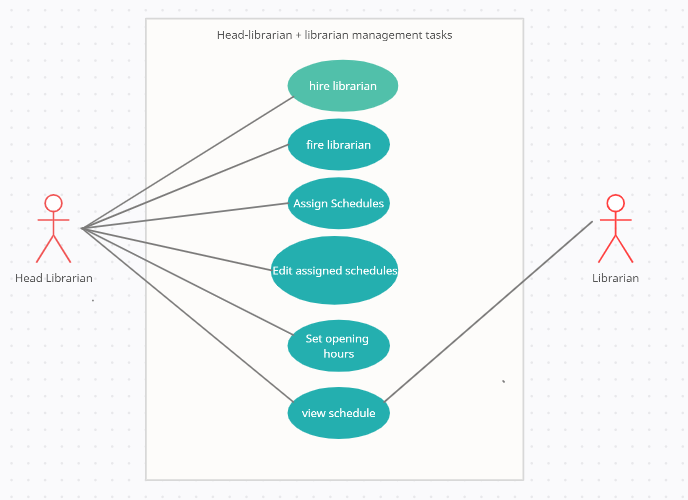 Head-librarian + librarian management tasks
hire librarian
fire librarian
Assign Schedules
Edit assigned schedules
Set opening
hours
view schedule
Head Librarian
Librarian